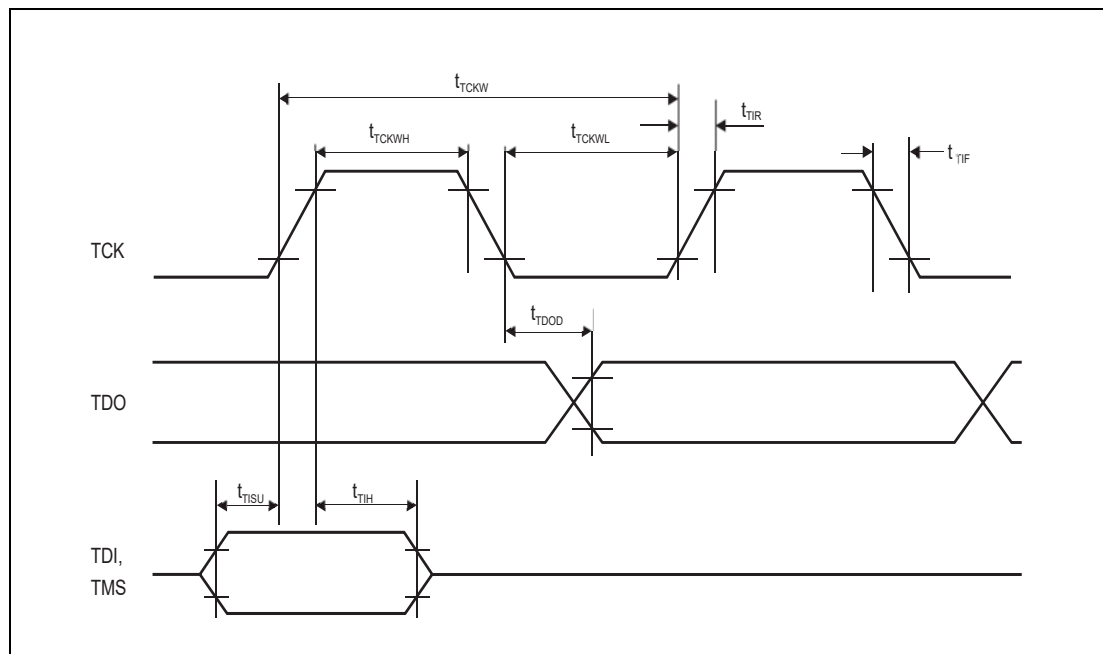 tTCKW
tTIR
tTCKWH
tTCKWL
tTIF
TCK
tTDOD
TDO
tTISU
tTIH
TDI,
TMS